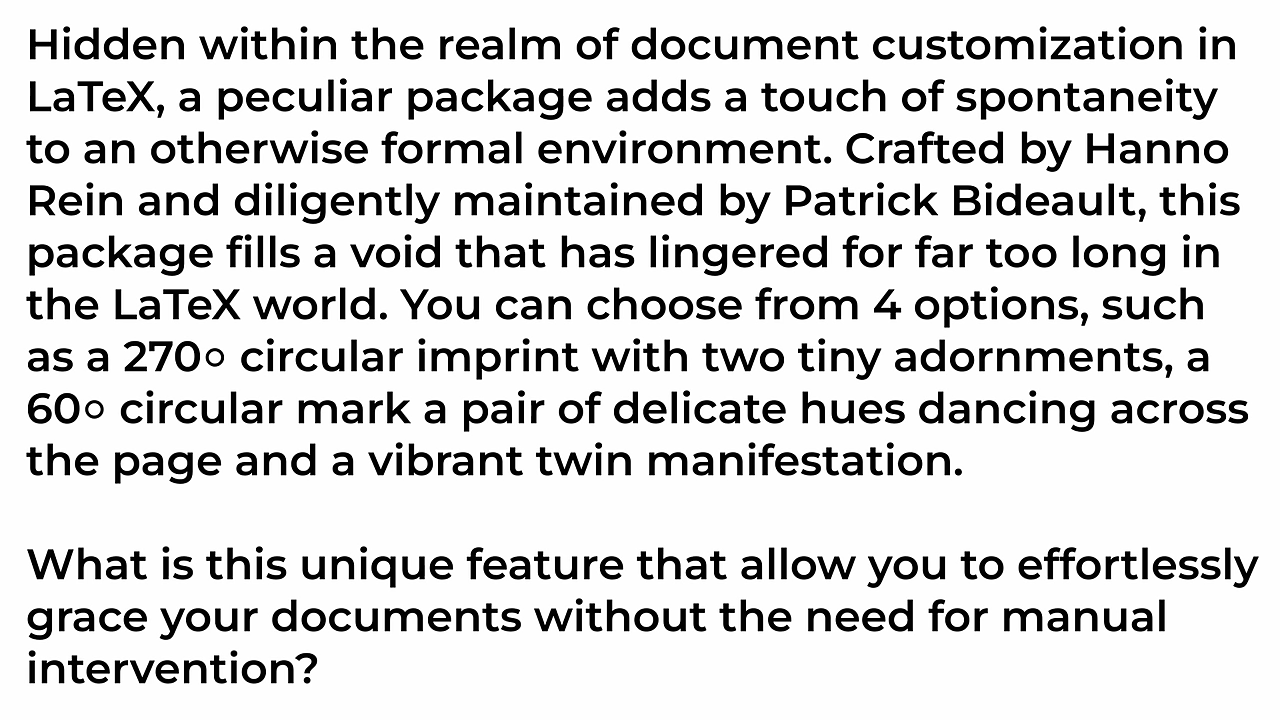 Hidden within the realm of document customization in
LaTeX, a peculiar package adds a touch of spontaneity
to an otherwise formal environment. Crafted by Hanno
Rein and diligently maintained by Patrick Bideault, this
package fills a void that has lingered for far too long in
the LaTeX world. You can choose from 4 options, such
as a 270○ circular imprint with two tiny adornments, a
60○ circular mark a pair of delicate hues dancing across
the page and a vibrant twin manifestation.
What is this unique feature that allow you to effortlessly
grace your documents without the need for manual
intervention?